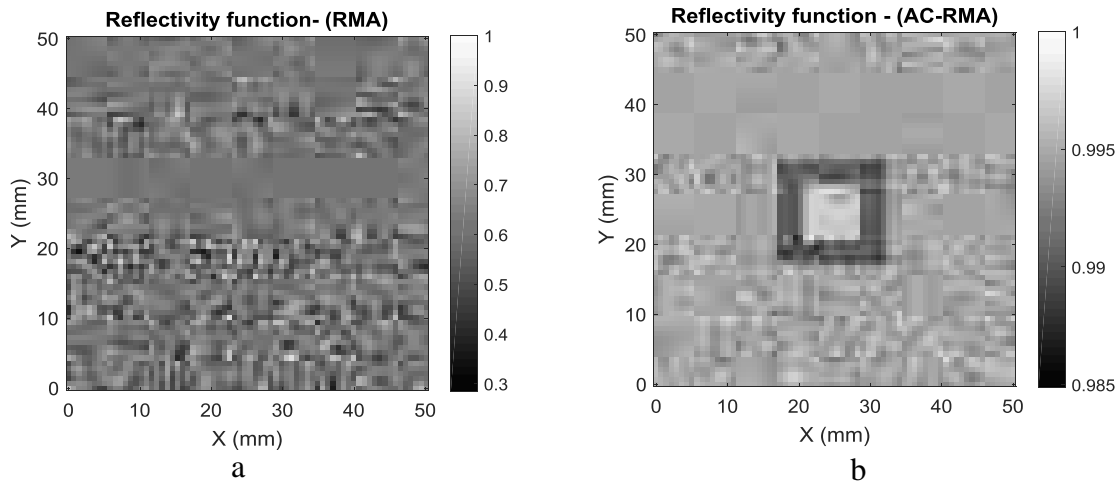 Reflectivity function- (RMA)
50
40
30
20
10
0
Y (mm)
0 10 20 30 40 50
X (mm)
1
0.9
0.8
0.7
0.6
0.5
0.4
0.3
a
Reflectivity function - (AC-RMA)
50
40
30
20
10
0
Y (mm)
0 10 20 30 40 50
X (mm)
1
0.995
0.99
0.985
b